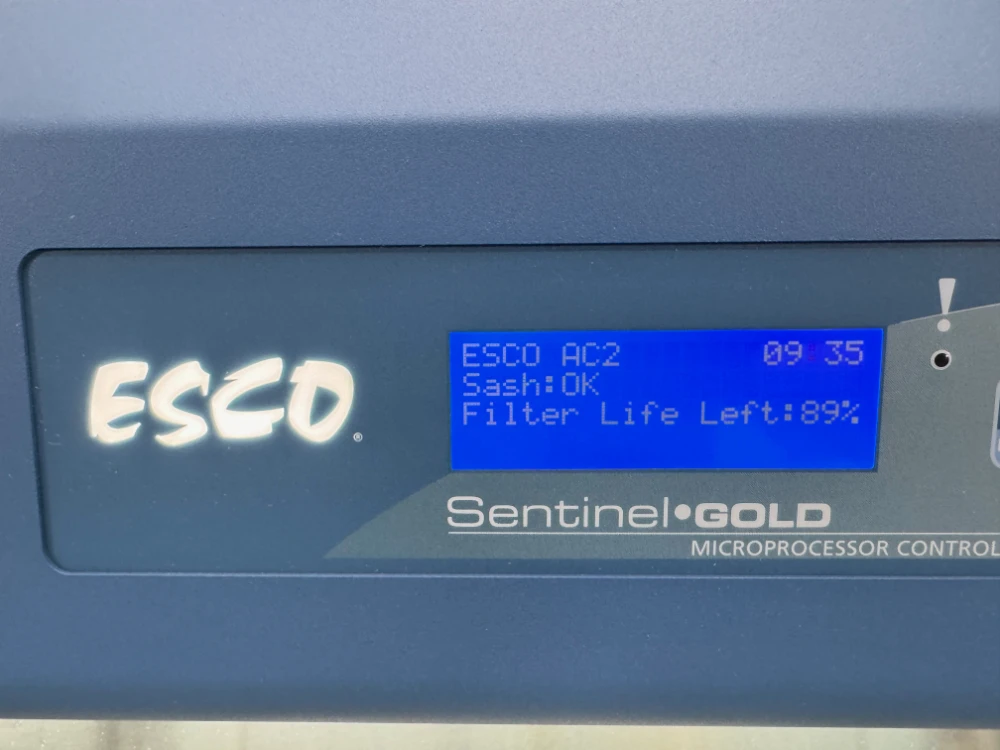 ESCO®
ESCO AC2 09 35
Sash:OK
Filter Life Left:89%
Sentinel•GOLD
MICROPROCESSOR CONTROL